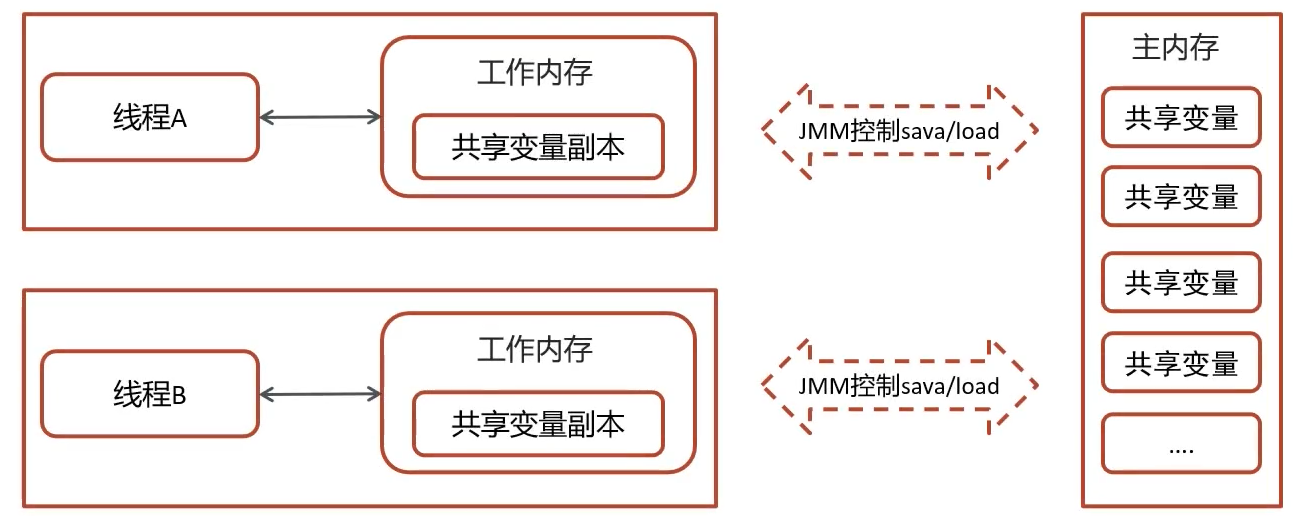 线程A
工作内存
共享变量副本
JMM控制sava/load
主内存
共享变量
共享变量
共享变量
共享变量
....
线程B
工作内存
共享变量副本
JMM控制sava/load